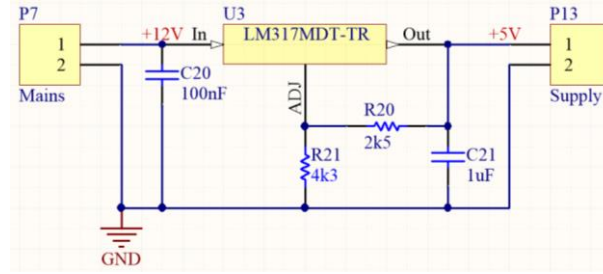 P7
1
2
Mains
+12V
In
U3
LM317MDT-TR
Out
+5V
P13
1
2
Supply
C20
100nF
ADJ
R20
2k5
R21
4k3
C21
1uF
GND